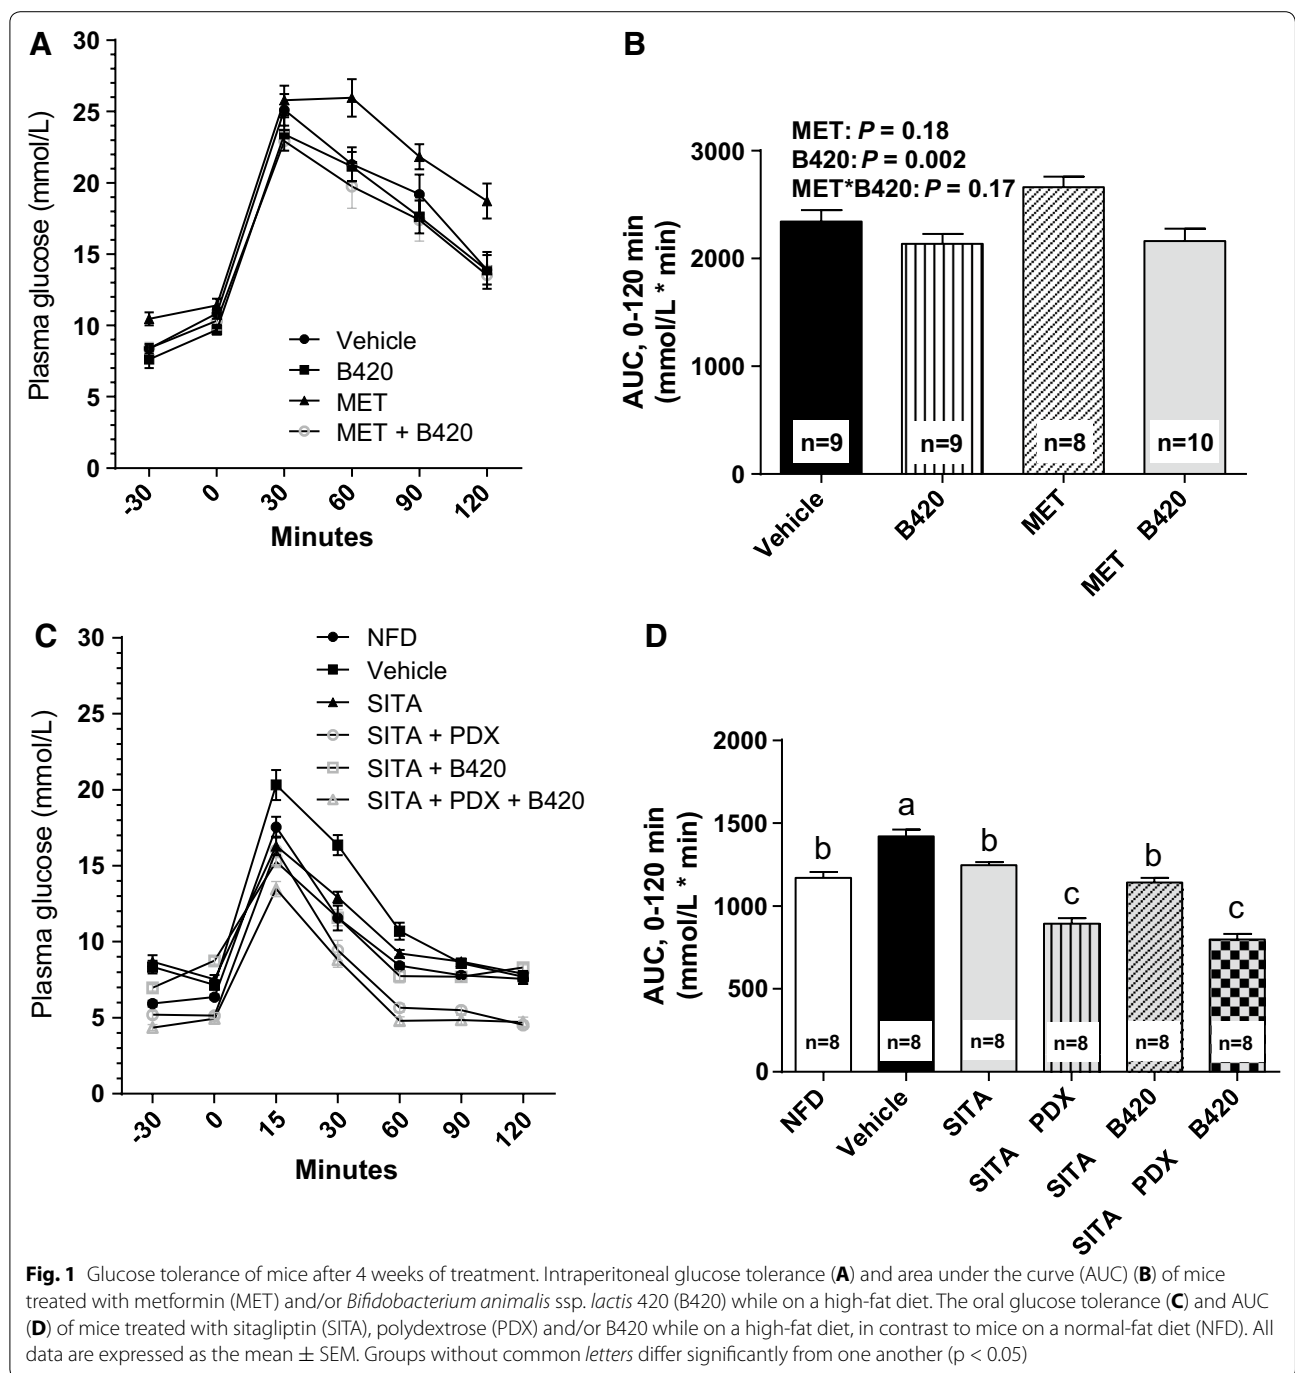 A
30
25
20
15
10
5
0
Plasma glucose (mmol/L)
Vehicle
B420
MET
MET + B420
-30 0 30 60 90 120
Minutes
B
MET: P = 0.18
B420: P = 0.002
MET*B420: P = 0.17
3000
2000
1000
0
AUC, 0-120 min
(mmol/L * min)
n=9 n=9 n=8 n=10
Vehicle
B420
MET
MET B420
C
30
25
20
15
10
5
0
Plasma glucose (mmol/L)
NFD
Vehicle
SITA
SITA + PDX
SITA + B420
SITA + PDX + B420
-30 0 15 30 60 90 120
Minutes
D
2000
1500
1000
500
0
AUC, 0-120 min
(mmol/L * min)
b a b c b c
n=8 n=8 n=8 n=8 n=8 n=8
NFD
Vehicle
SITA
SITA PDX
SITA B420
SITA PDX B420
Fig. 1 Glucose tolerance of mice after 4 weeks of treatment. Intraperitoneal glucose tolerance (A) and area under the curve (AUC) (B) of mice
treated with metformin (MET) and/or Bifidobacterium animalis ssp. lactis 420 (B420) while on a high-fat diet. The oral glucose tolerance (C) and AUC
(D) of mice treated with sitagliptin (SITA), polydextrose (PDX) and/or B420 while on a high-fat diet, in contrast to mice on a normal-fat diet (NFD). All
data are expressed as the mean ± SEM. Groups without common letters differ significantly from one another (p < 0.05)